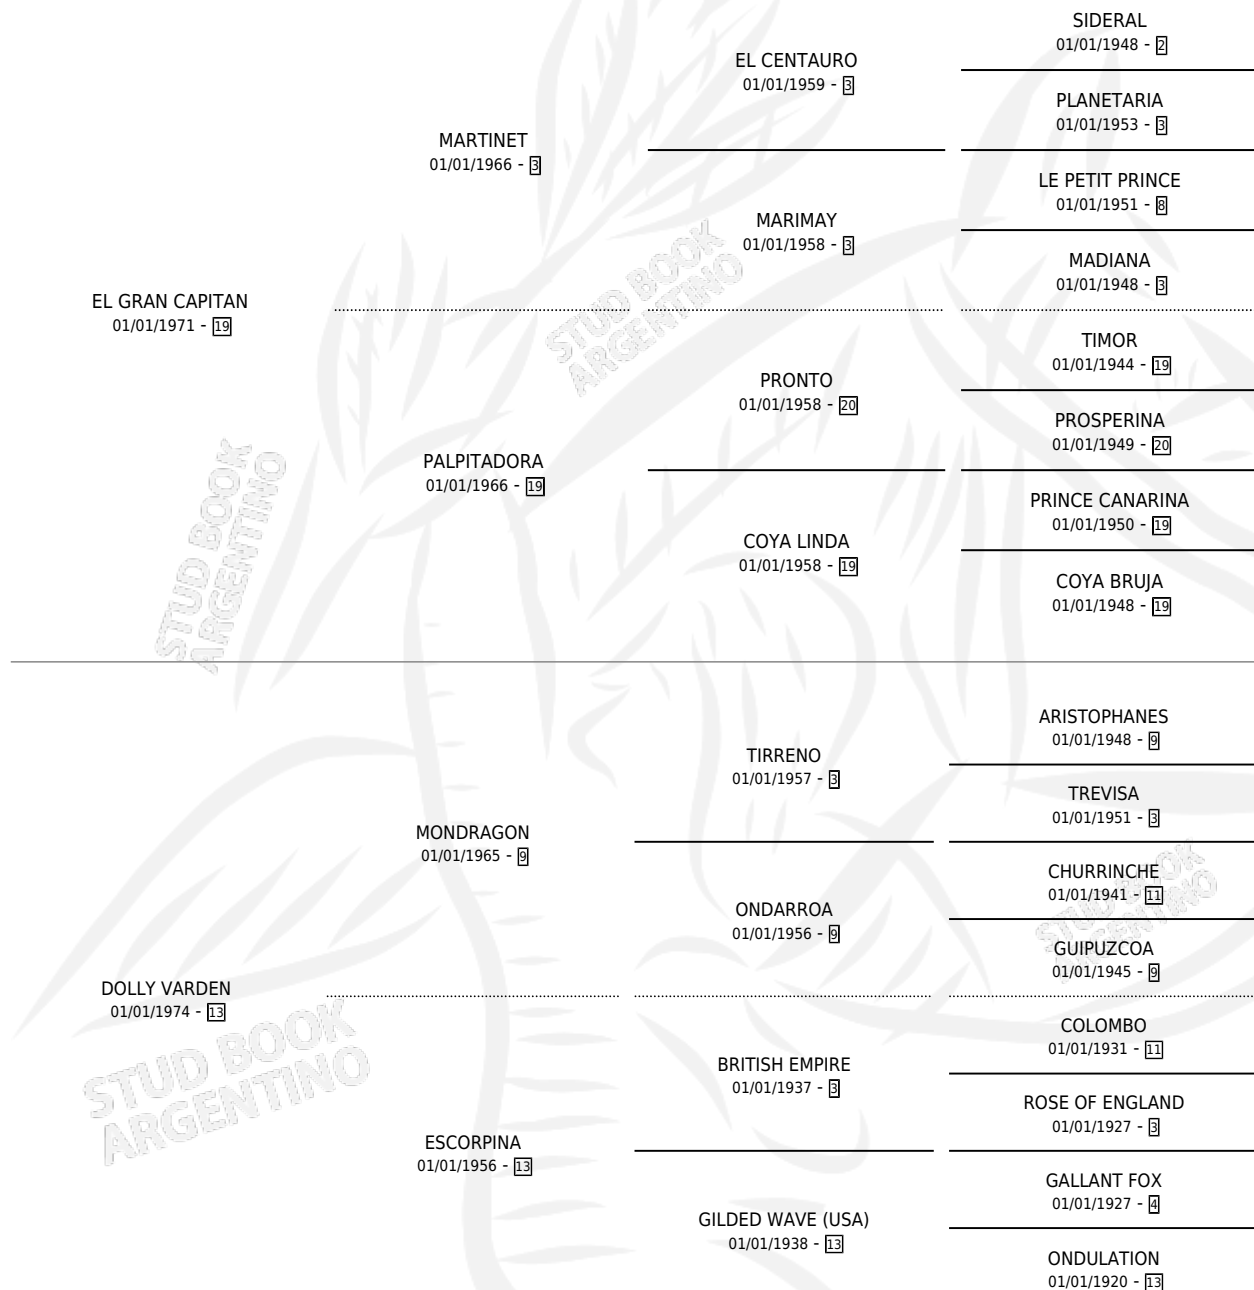 SIDERAL
01/01/1948 - 2
EL CENTAURO
01/01/1959 - 3
PLANETARIA
01/01/1953 - 3
MARTINET
01/01/1966 - 3
LE PETIT PRINCE
01/01/1951 - 8
MARIMAY
01/01/1958 - 3
MADIANA
01/01/1948 - 3
EL GRAN CAPITAN
01/01/1971 - 19
TIMOR
01/01/1944 - 19
PRONTO
01/01/1958 - 20
PROSPERINA
01/01/1949 - 20
PALPITADORA
01/01/1966 - 19
PRINCE CANARINA
01/01/1950 - 19
COYA LINDA
01/01/1958 - 19
COYA BRUJA
01/01/1948 - 19
ARISTOPHANES
01/01/1948 - 9
TIRRENO
01/01/1957 - 3
TREVISA
01/01/1951 - 3
MONDRAGON
01/01/1965 - 9
CHURRINCHE
01/01/1941 - 11
ONDARROA
01/01/1956 - 9
GUIPUZCOA
01/01/1945 - 9
DOLLY VARDEN
01/01/1974 - 13
COLOMBO
01/01/1931 - 11
BRITISH EMPIRE
01/01/1937 - 3
ROSE OF ENGLAND
01/01/1927 - 3
ESCORPINA
01/01/1956 - 13
GALLANT FOX
01/01/1927 - 4
GILDED WAVE (USA)
01/01/1938 - 13
ONDULATION
01/01/1920 - 13
STUD BOOK
ARGENTINO
STUD BOOK
ARGENTINO
STUD BOOK
ARGENTINO
STUD BOOK
ARGENTINO